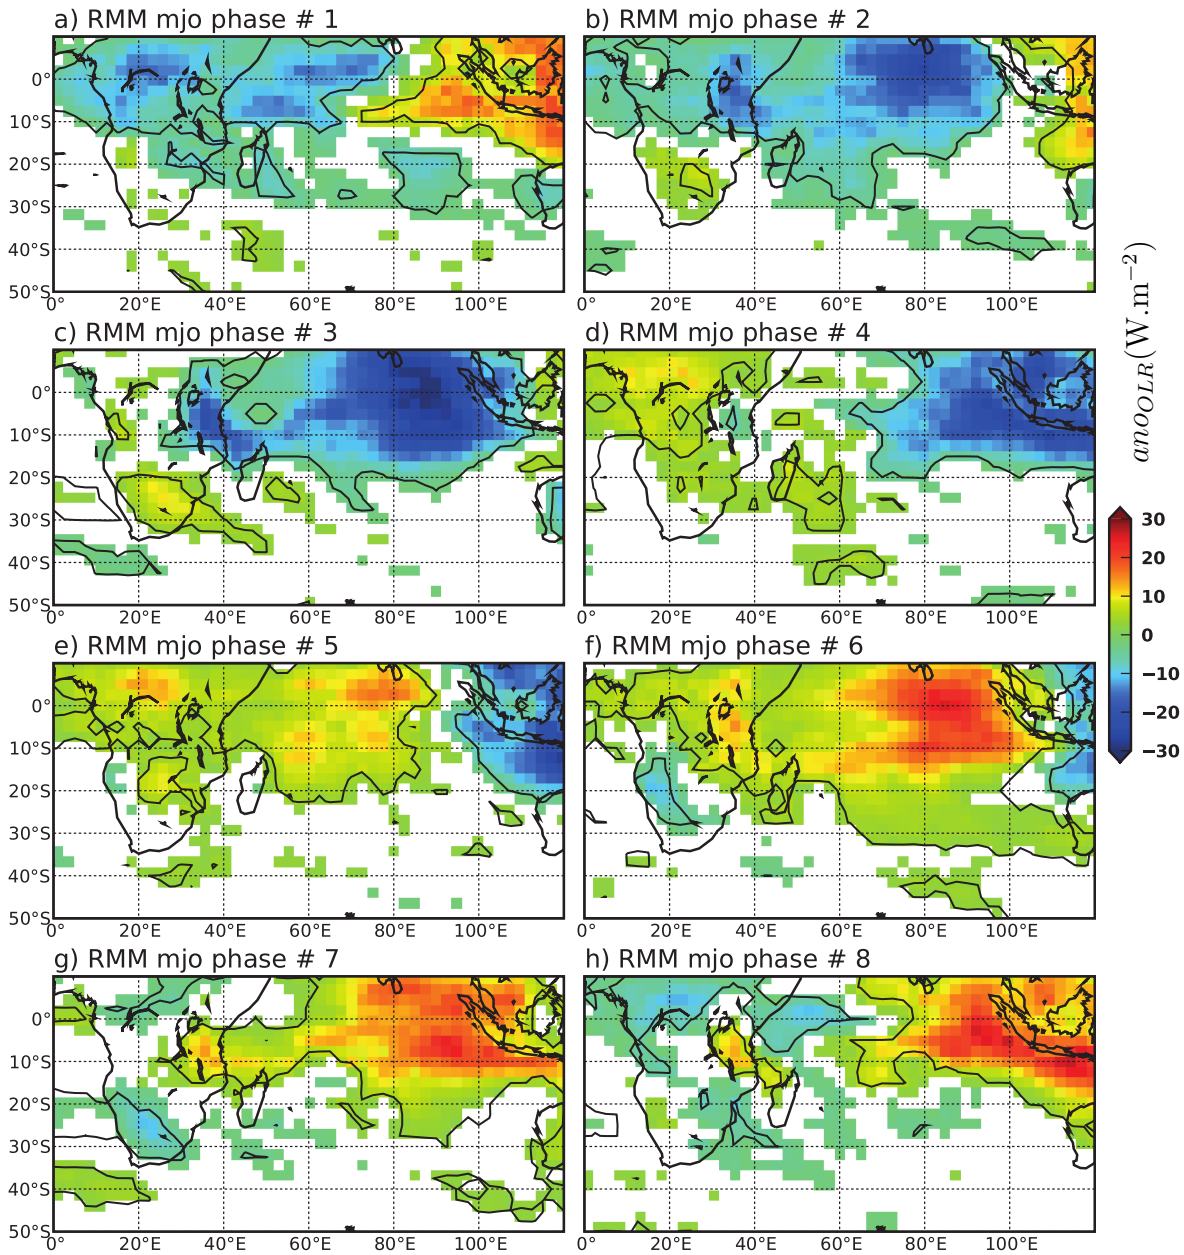 a) RMM mjo phase # 1
b) RMM mjo phase # 2
0°
10°S
20°S
30°S
40°S
50°S
0° 20°E 40°E 60°E 80°E 100°E
0° 20°E 40°E 60°E 80°E 100°E
c) RMM mjo phase # 3
d) RMM mjo phase # 4
0°
10°S
20°S
30°S
40°S
50°S
0° 20°E 40°E 60°E 80°E 100°E
0° 20°E 40°E 60°E 80°E 100°E
e) RMM mjo phase # 5
f) RMM mjo phase # 6
0°
10°S
20°S
30°S
40°S
50°S
0° 20°E 40°E 60°E 80°E 100°E
0° 20°E 40°E 60°E 80°E 100°E
g) RMM mjo phase # 7
h) RMM mjo phase # 8
0°
10°S
20°S
30°S
40°S
50°S
0° 20°E 40°E 60°E 80°E 100°E
0° 20°E 40°E 60°E 80°E 100°E
ano_OLR(W.m⁻²)
30
20
10
0
−10
−20
−30